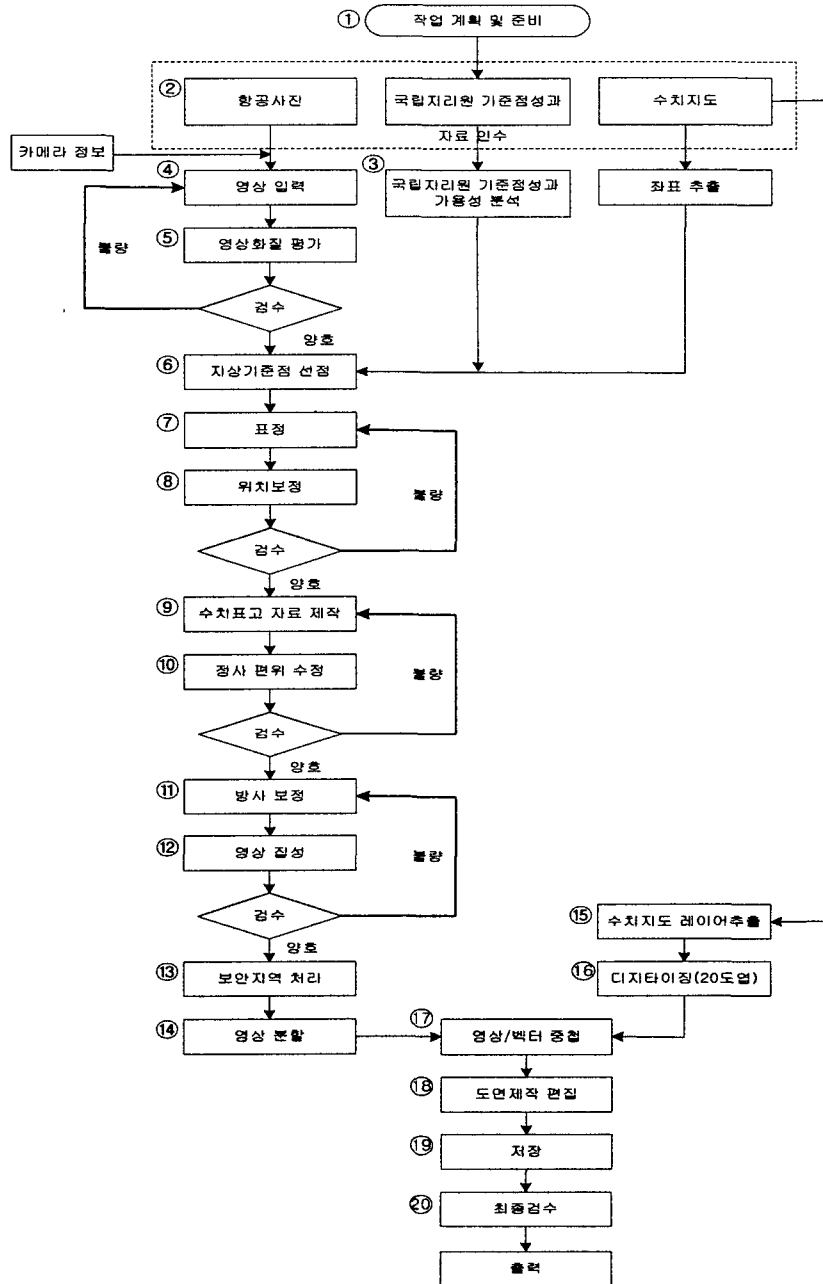 ① 작업 계획 및 준비
② 항공사진
국립지리원 기준점성과
수치지도
자료 인수
카메라 정보
④ 영상 입력
③ 국립지리원 기준점성과
가용성 분석
좌표 추출
불량
⑤ 영상화질 평가
검수
양호
⑥ 지상기준점 선점
⑦ 표정
⑧ 위치보정
불량
검수
양호
⑨ 수치표고 자료 제작
⑩ 정사 편위 수정
불량
검수
양호
⑪ 방사 보정
⑫ 영상 집성
불량
검수
양호
⑮ 수치지도 레이어추출
⑬ 보안지역 처리
⑯ 디지타이징(20도엽)
⑭ 영상 분할
⑰ 영상/벡터 중첩
⑱ 도면제작 편집
⑲ 저장
⑳ 최종검수
출력